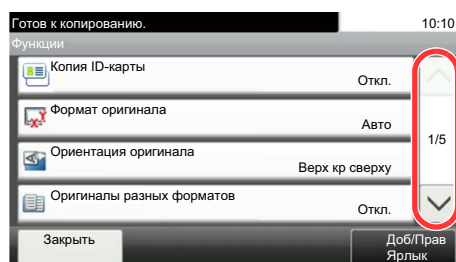 Готов к копированию.
10:10
Функции
Копия ID-карты
Откл.
Формат оригинала
Авто
1/5
Ориентация оригинала
Верх кр сверху
Оригиналы разных форматов
Откл.
Закрыть
Доб/Прав
Ярлык